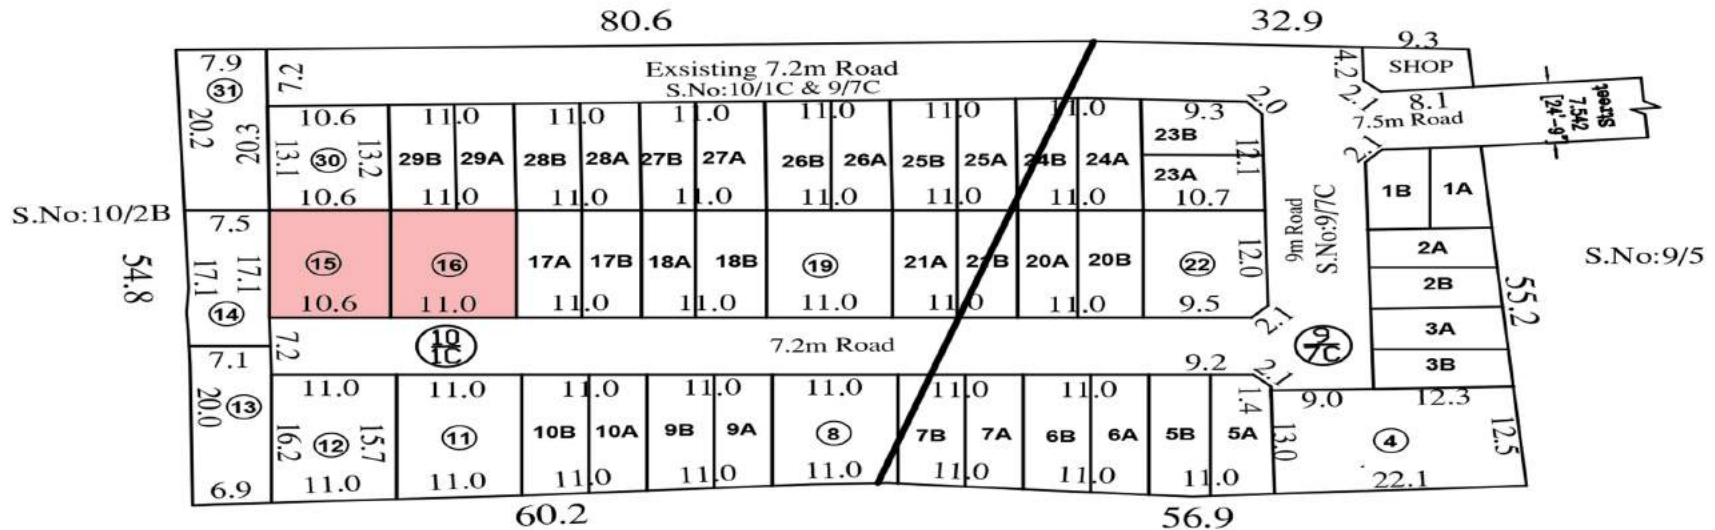 80.6 32.9
7.9 9.3
31 7.2 Exsisting 7.2m Road 4.2 SHOP
S.No:10/1C & 9/7C
2.0 2.1 8.1
7.5m Road
Street
7.542
[24'-9"]
20.2 20.3
10.6 11.0 11.0 11.0 11.0 11.0 11.0 9.3
23B
13.1 30 13.2 29B 29A 28B 28A 27B 27A 26B 26A 25B 25A 24B 24A 12.1 2.1
23A
10.6 11.0 11.0 11.0 11.0 11.0 11.0 10.7
1B 1A
S.No:10/2B
7.5
9m Road
S.No:9/7C
2A
S.No:9/5
54.8
17.1 17.1 15 16 17A 17B 18A 18B 19 21A 21B 20A 20B 22 12.0
2B
10.6 11.0 11.0 11.0 11.0 11.0 11.0 9.5
14
55.2
2.1
3A
7.2 10/1C 7.2m Road 9/7C
7.1 9.2 2.1
3B
11.0 11.0 11.0 11.0 11.0 11.0 11.0 1.4 9.0 12.3
20.0 13
16.2 12 15.7 11 10B 10A 9B 9A 8 7B 7A 6B 6A 5B 5A 13.0 4 12.5
6.9 11.0 11.0 11.0 11.0 11.0 11.0 11.0 11.0 22.1
60.2 56.9